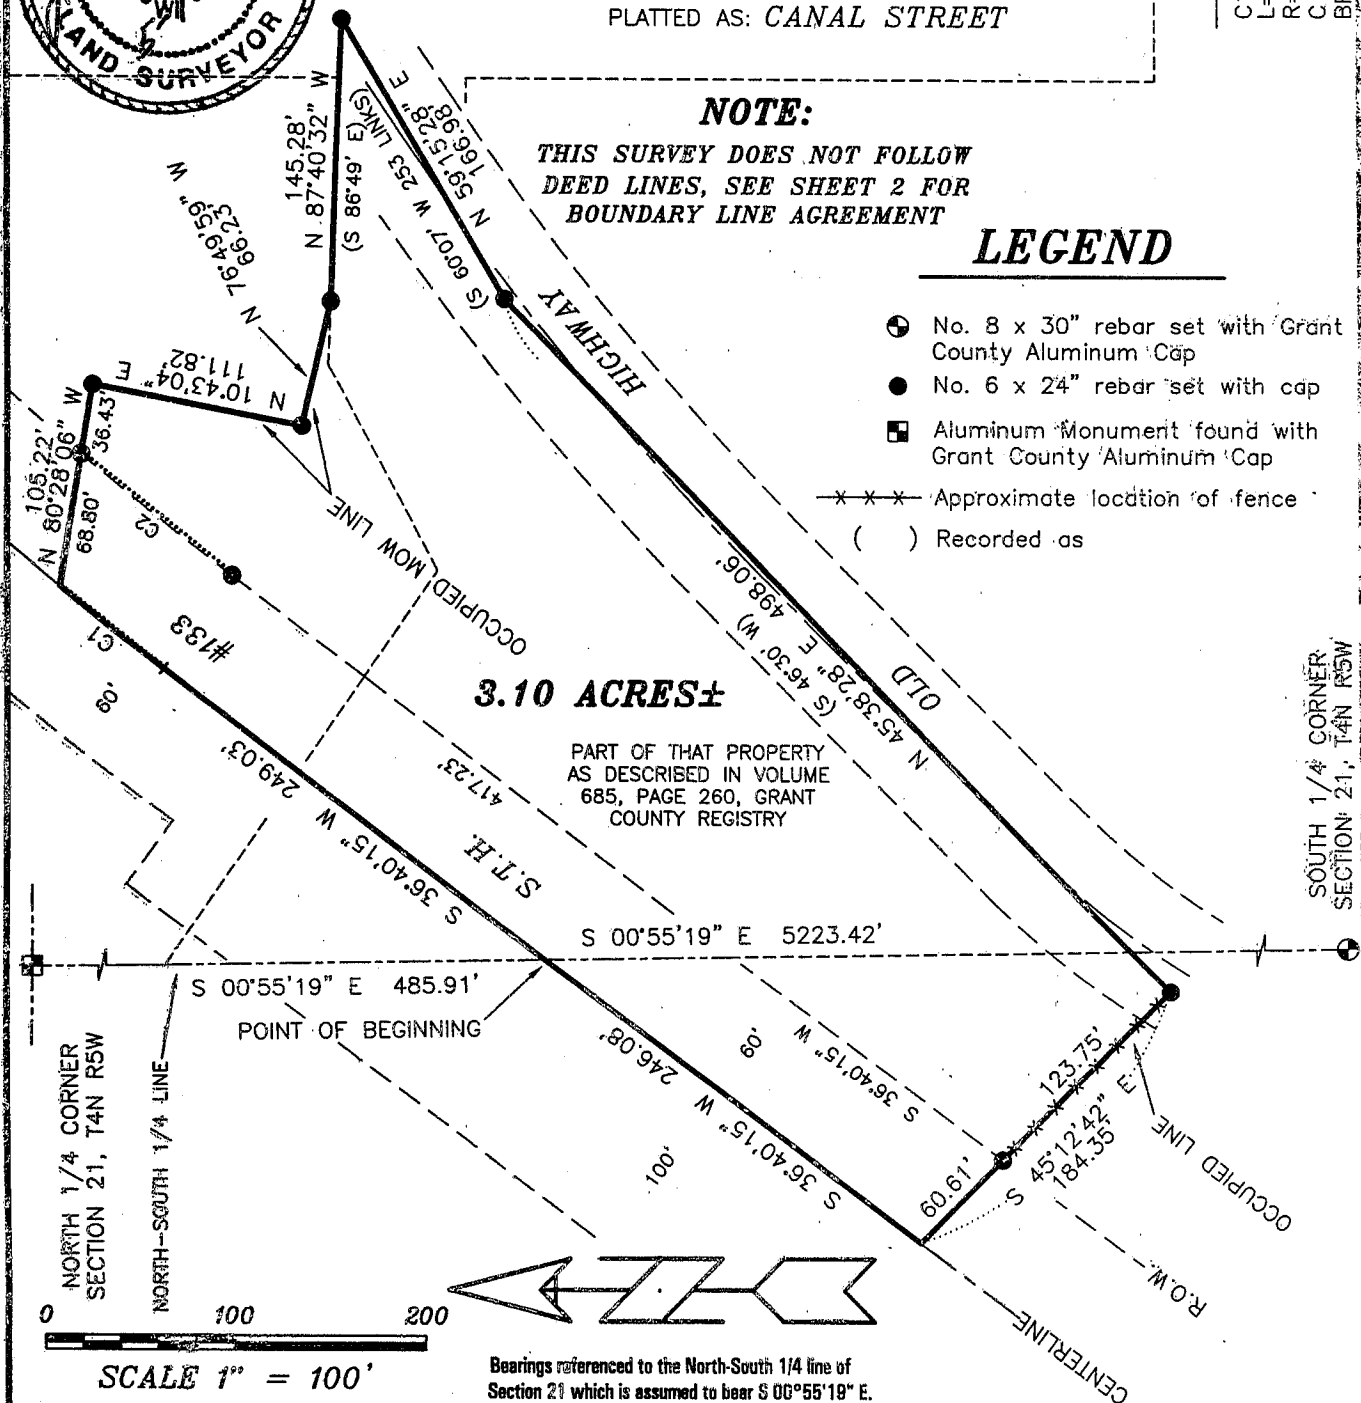 LAND SURVEYOR
PLATTED AS: CANAL STREET
NOTE:
THIS SURVEY DOES NOT FOLLOW
DEED LINES, SEE SHEET 2 FOR
BOUNDARY LINE AGREEMENT
LEGEND
No. 8 x 30" rebar set with Grant
County Aluminum Cap
No. 6 x 24" rebar set with cap
Aluminum Monument found with
Grant County Aluminum Cap
Approximate location of fence
( ) Recorded as
145.28'
N 87°40'32" W
(S 86°49' E)
N 59°15'28" E
166.98'
(S 60°07' W 253 LINKS)
N 76°49'59" W
66.23'
N 10°43'04" E
111.82'
105.22'
N 80°28'06" W
36.43'
68.80'
C2
C1
#133
60'
OCCUPIED MOW LINE
OLD HIGHWAY
498.06'
N 45°38'28" E
(S 46°30' W)
3.10 ACRES±
PART OF THAT PROPERTY
AS DESCRIBED IN VOLUME
685, PAGE 260, GRANT
COUNTY REGISTRY
249.03'
S 36°40'15" W
417.23'
S.T.H.
S 00°55'19" E 5223.42'
S 00°55'19" E 485.91'
POINT OF BEGINNING
SOUTH 1/4 CORNER
SECTION 21, T4N R5W
NORTH 1/4 CORNER
SECTION 21, T4N R5W
NORTH-SOUTH 1/4 LINE
246.08'
S 36°40'15" W
60'
S 36°40'15" W
100'
123.75'
60.61'
S 45°12'42" E
184.35'
OCCUPIED LINE
R.O.W.
CENTERLINE
0 100 200
SCALE 1" = 100'
N
Bearings referenced to the North-South 1/4 line of
Section 21 which is assumed to bear S 00°55'19" E.